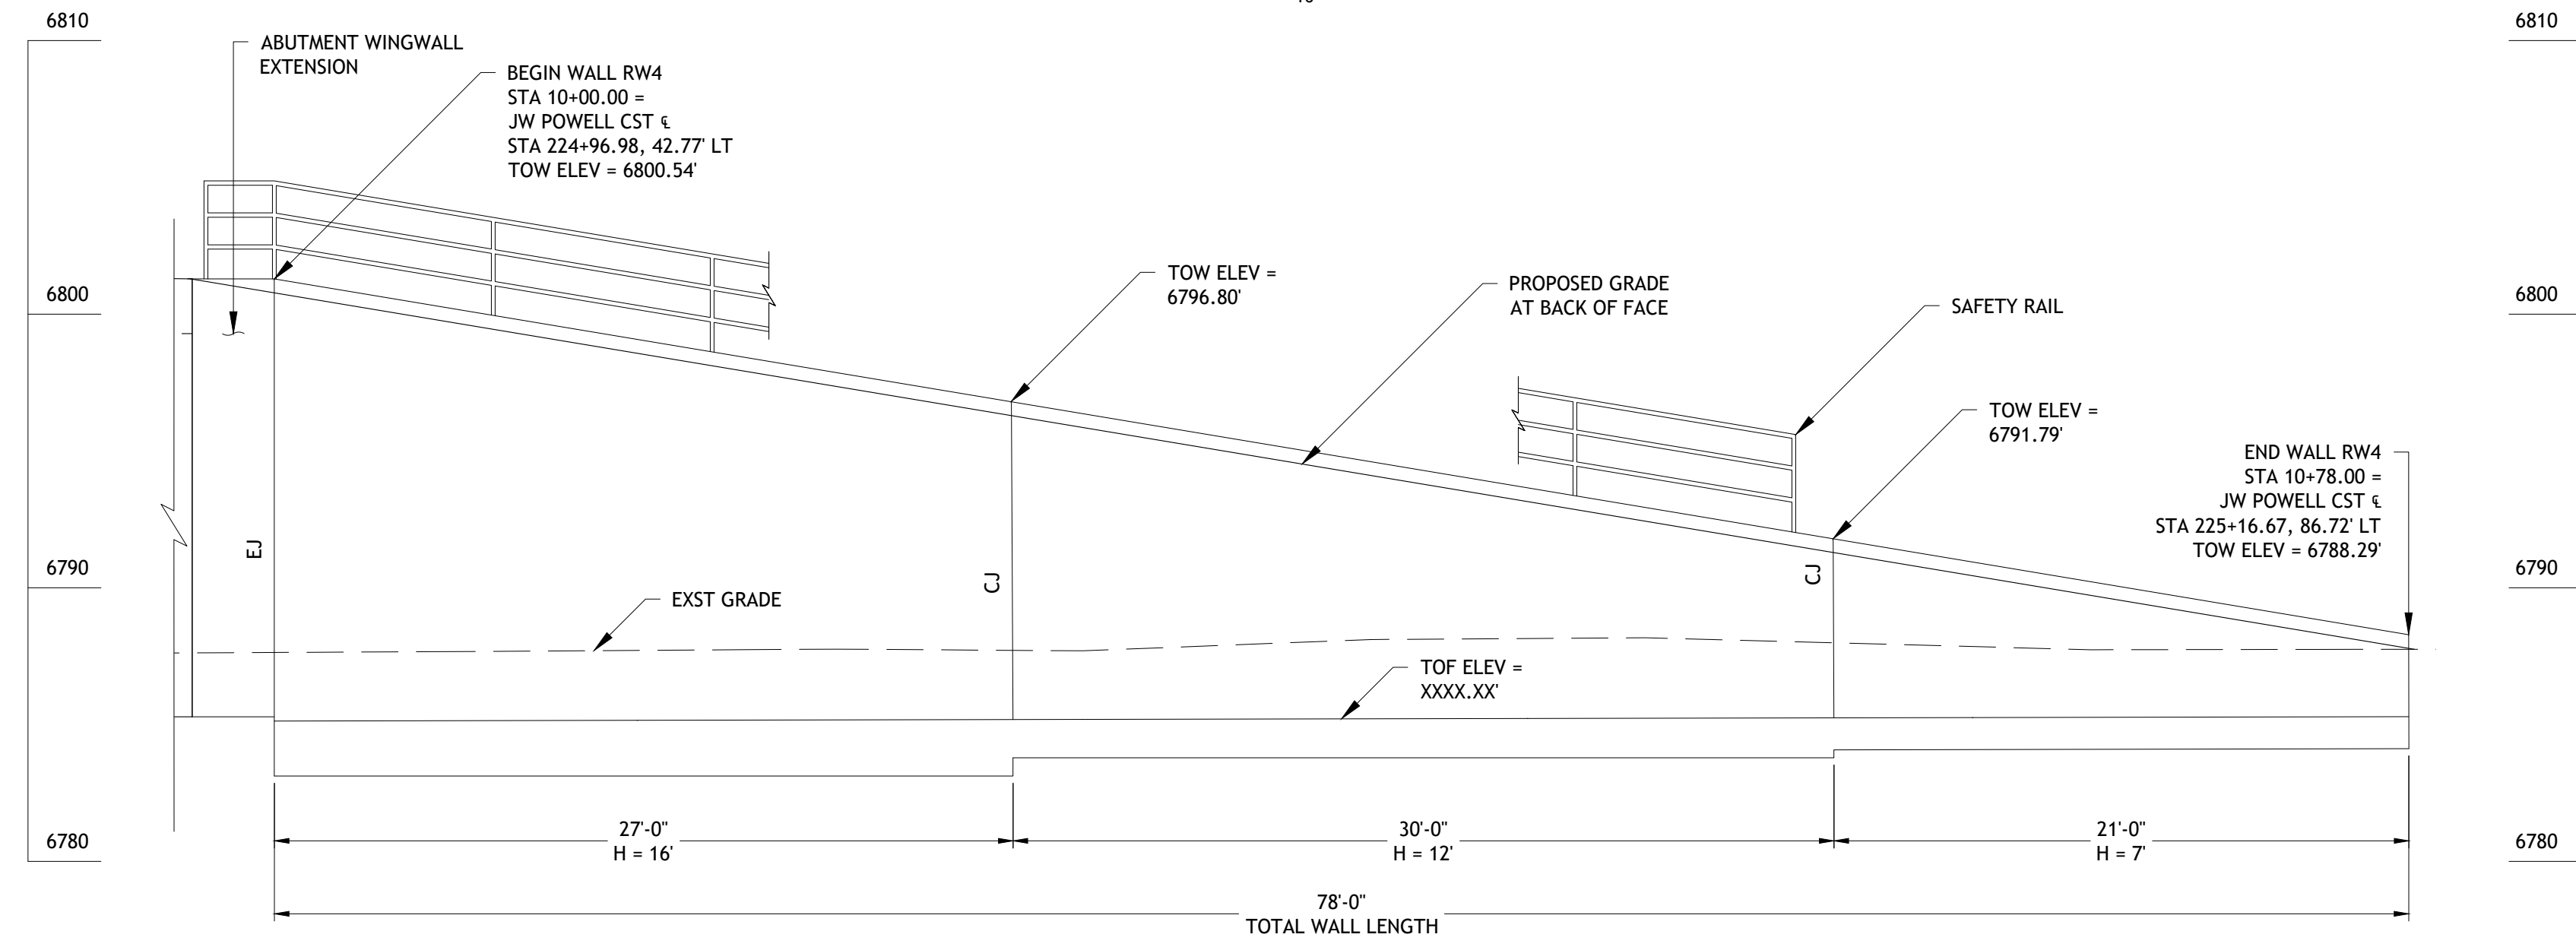 6810
6810
ABUTMENT WINGWALL
EXTENSION
BEGIN WALL RW4
STA 10+00.00 =
JW POWELL CST ℄
STA 224+96.98, 42.77' LT
TOW ELEV = 6800.54'
6800
TOW ELEV =
6796.80'
PROPOSED GRADE
AT BACK OF FACE
SAFETY RAIL
6800
TOW ELEV =
6791.79'
END WALL RW4
STA 10+78.00 =
JW POWELL CST ℄
STA 225+16.67, 86.72' LT
TOW ELEV = 6788.29'
EJ
CJ
CJ
6790
6790
EXST GRADE
TOF ELEV =
XXXX.XX'
6780
27'-0"
H = 16'
30'-0"
H = 12'
21'-0"
H = 7'
6780
78'-0"
TOTAL WALL LENGTH